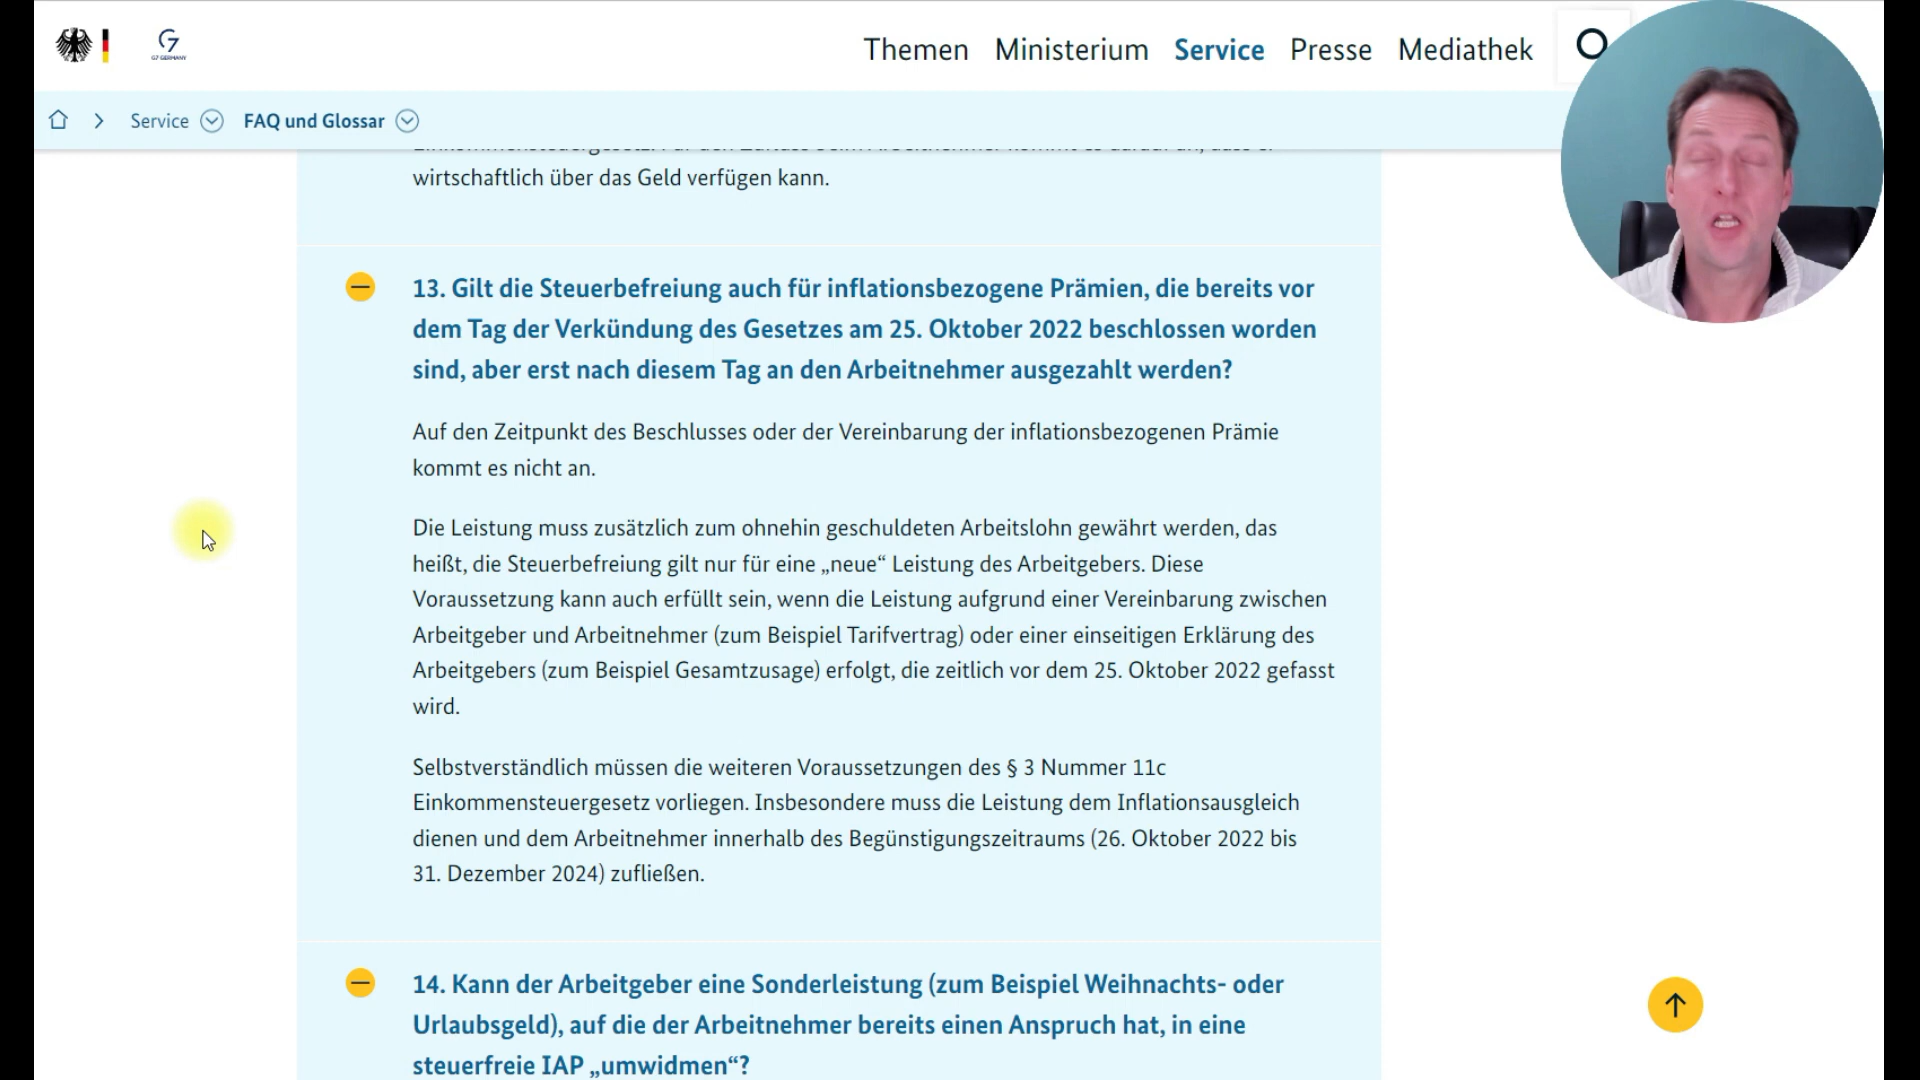 G7 GERMANY
Themen Ministerium Service Presse Mediathek
Service FAQ und Glossar
wirtschaftlich über das Geld verfügen kann.
13. Gilt die Steuerbefreiung auch für inflationsbezogene Prämien, die bereits vor
dem Tag der Verkündung des Gesetzes am 25. Oktober 2022 beschlossen worden
sind, aber erst nach diesem Tag an den Arbeitnehmer ausgezahlt werden?
Auf den Zeitpunkt des Beschlusses oder der Vereinbarung der inflationsbezogenen Prämie
kommt es nicht an.
Die Leistung muss zusätzlich zum ohnehin geschuldeten Arbeitslohn gewährt werden, das
heißt, die Steuerbefreiung gilt nur für eine „neue“ Leistung des Arbeitgebers. Diese
Voraussetzung kann auch erfüllt sein, wenn die Leistung aufgrund einer Vereinbarung zwischen
Arbeitgeber und Arbeitnehmer (zum Beispiel Tarifvertrag) oder einer einseitigen Erklärung des
Arbeitgebers (zum Beispiel Gesamtzusage) erfolgt, die zeitlich vor dem 25. Oktober 2022 gefasst
wird.
Selbstverständlich müssen die weiteren Voraussetzungen des § 3 Nummer 11c
Einkommensteuergesetz vorliegen. Insbesondere muss die Leistung dem Inflationsausgleich
dienen und dem Arbeitnehmer innerhalb des Begünstigungszeitraums (26. Oktober 2022 bis
31. Dezember 2024) zufließen.
14. Kann der Arbeitgeber eine Sonderleistung (zum Beispiel Weihnachts- oder
Urlaubsgeld), auf die der Arbeitnehmer bereits einen Anspruch hat, in eine
steuerfreie IAP „umwidmen“?